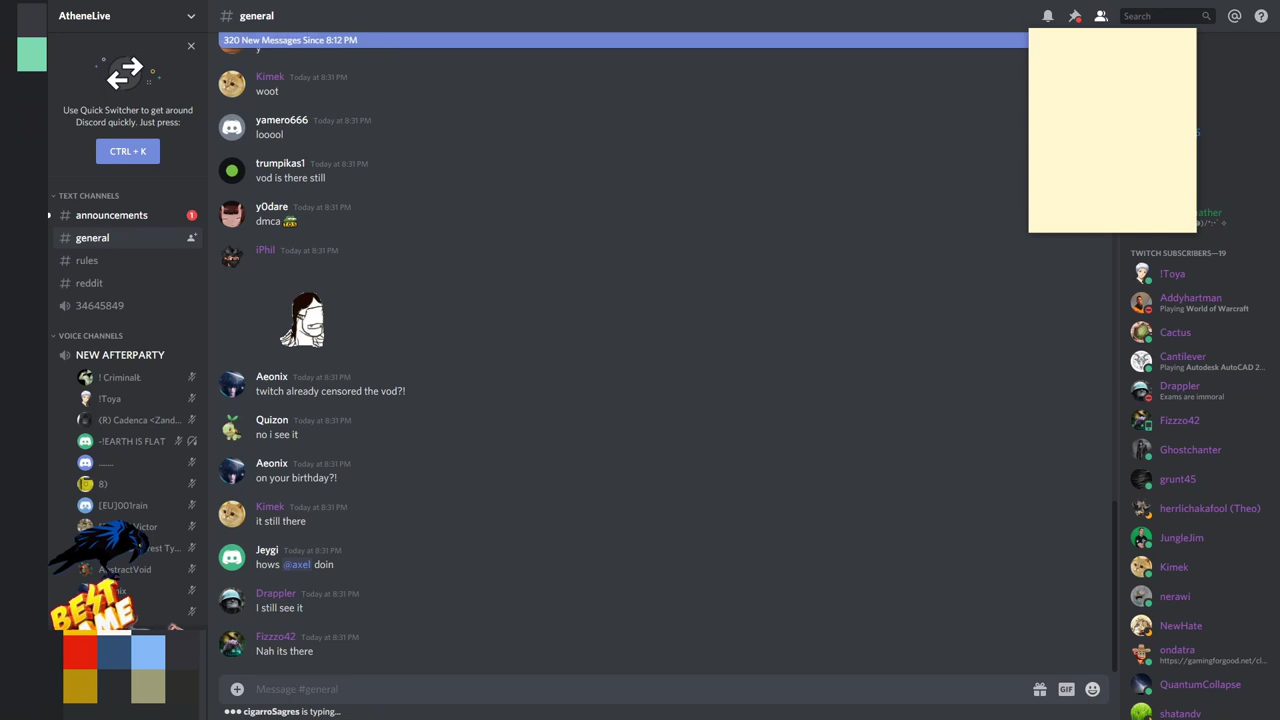 AtheneLive
Use Quick Switcher to get around
Discord quickly. Just press:
CTRL + K
TEXT CHANNELS
announcements
1
general
rules
reddit
34645849
VOICE CHANNELS
NEW AFTERPARTY
! CriminalŁ
!Toya
(R) Cadenca <Zand...
-!EARTH IS FLAT
.......
8)
[EU]001rain
Victor
AbstractVoid
BEST
general
320 New Messages Since 8:12 PM
y
Kimek Today at 8:31 PM
woot
yamero666 Today at 8:31 PM
looool
trumpikas1 Today at 8:31 PM
vod is there still
y0dare Today at 8:31 PM
dmca
iPhil Today at 8:31 PM
Aeonix Today at 8:31 PM
twitch already censored the vod?!
Quizon Today at 8:31 PM
no i see it
Aeonix Today at 8:31 PM
on your birthday?!
Kimek Today at 8:31 PM
it still there
Jeygi Today at 8:31 PM
hows @axel doin
Drappler Today at 8:31 PM
I still see it
Fizzzo42 Today at 8:31 PM
Nah its there
Message #general
GIF
cigarroSagres is typing...
Search
TWITCH SUBSCRIBERS—19
!Toya
Addyhartman
Playing World of Warcraft
Cactus
Cantilever
Playing Autodesk AutoCAD 2...
Drappler
Exams are immoral
Fizzzo42
Ghostchanter
grunt45
herrlichakafool (Theo)
JungleJim
Kimek
nerawi
NewHate
ondatra
https://gamingforgood.net/cl...
QuantumCollapse
shatandv